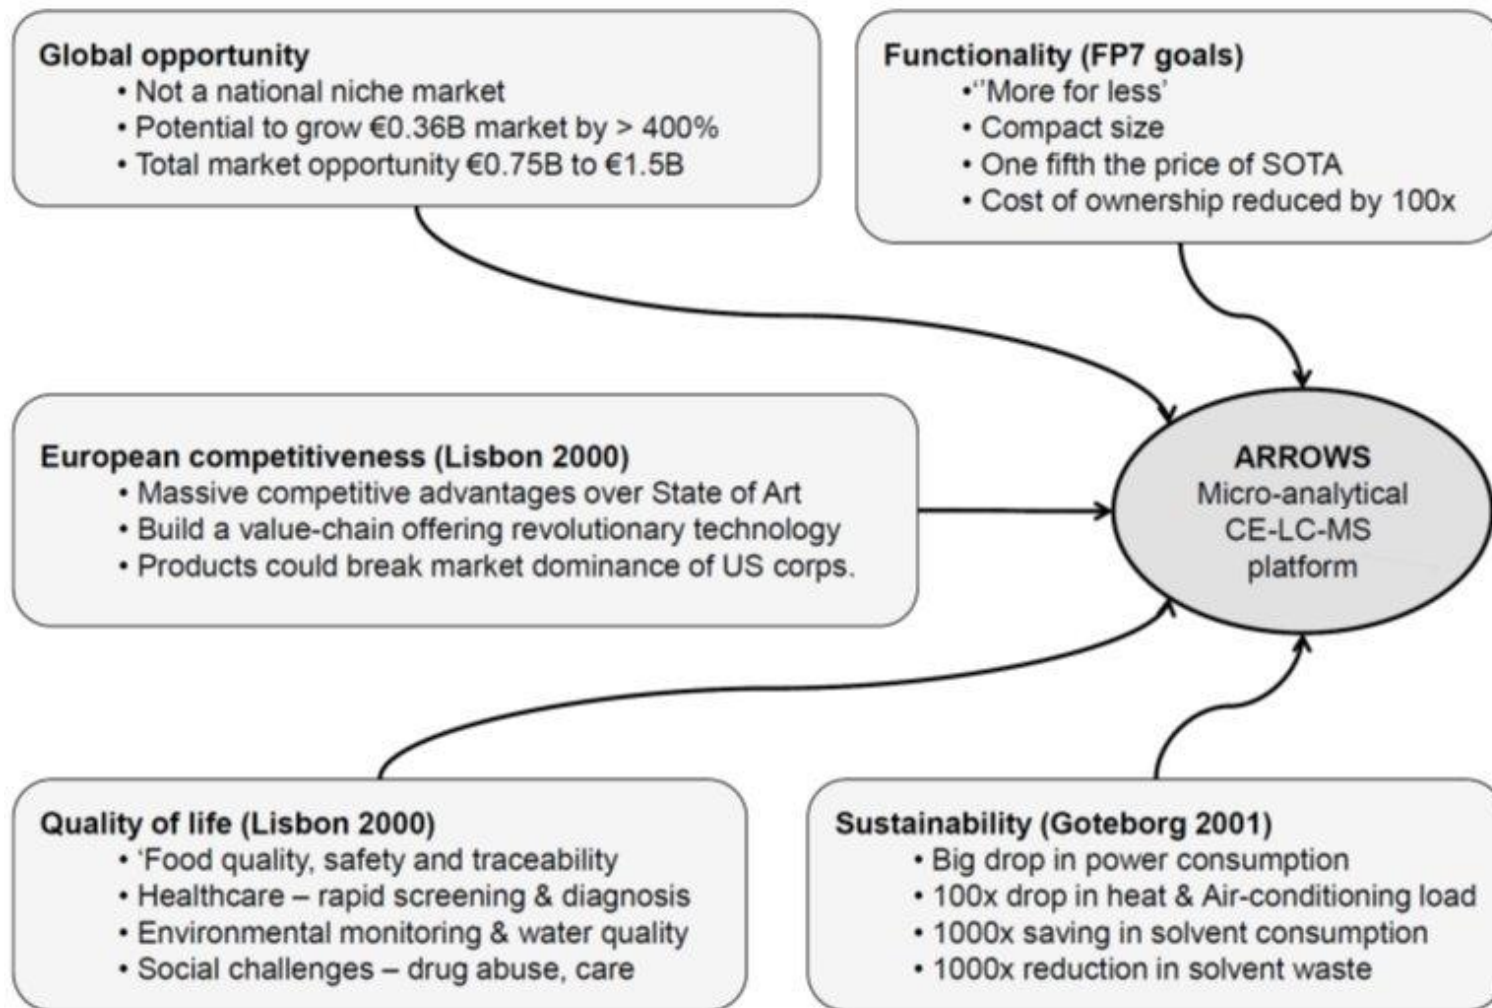 Global opportunity
• Not a national niche market
• Potential to grow €0.36B market by > 400%
• Total market opportunity €0.75B to €1.5B
Functionality (FP7 goals)
•‘’More for less’
• Compact size
• One fifth the price of SOTA
• Cost of ownership reduced by 100x
European competitiveness (Lisbon 2000)
• Massive competitive advantages over State of Art
• Build a value-chain offering revolutionary technology
• Products could break market dominance of US corps.
ARROWS
Micro-analytical
CE-LC-MS
platform
Quality of life (Lisbon 2000)
• ‘Food quality, safety and traceability
• Healthcare – rapid screening & diagnosis
• Environmental monitoring & water quality
• Social challenges – drug abuse, care
Sustainability (Goteborg 2001)
• Big drop in power consumption
• 100x drop in heat & Air-conditioning load
• 1000x saving in solvent consumption
• 1000x reduction in solvent waste